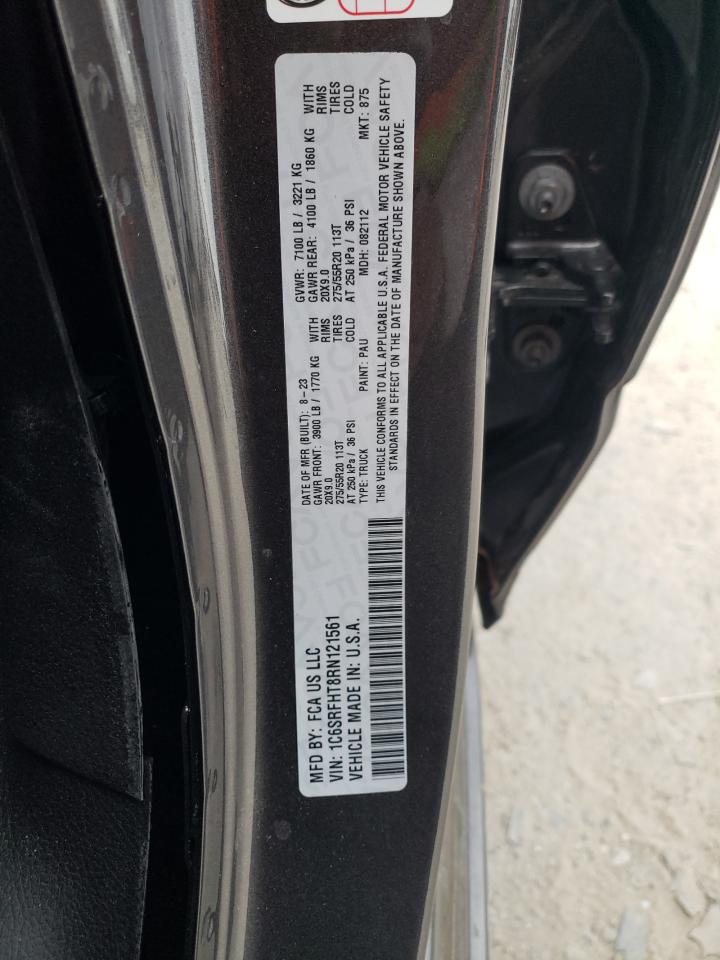 MFD BY: FCA US LLC
VIN: 1C6SRFHT8RN121561
VEHICLE MADE IN: U.S.A.
DATE OF MFR (BUILT): 8-23 GVWR: 7100 LB / 3221 KG
GAWR FRONT: 3900 LB / 1770 KG WITH GAWR REAR: 4100 LB / 1860 KG WITH
20X9.0 RIMS 20X9.0 RIMS
275/55R20 113T TIRES 275/55R20 113T TIRES
AT 250 kPa / 36 PSI COLD AT 250 kPa / 36 PSI COLD
TYPE: TRUCK PAINT: PAU MDH: 082112 MKT: 875
THIS VEHICLE CONFORMS TO ALL APPLICABLE U.S.A. FEDERAL MOTOR VEHICLE SAFETY
STANDARDS IN EFFECT ON THE DATE OF MANUFACTURE SHOWN ABOVE.